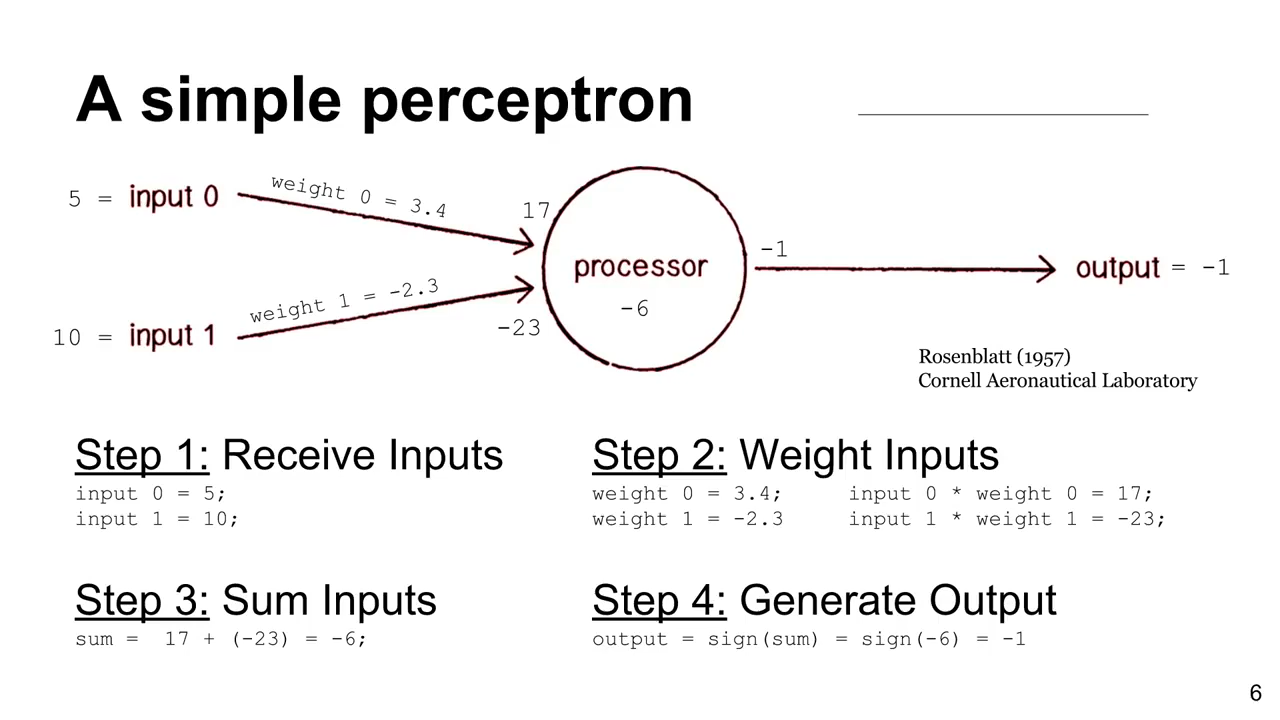 A simple perceptron
5 = input 0
weight 0 = 3.4
17
10 = input 1
weight 1 = -2.3
-23
processor
-6
-1
output = -1
Rosenblatt (1957)
Cornell Aeronautical Laboratory
Step 1: Receive Inputs
input 0 = 5;
input 1 = 10;
Step 2: Weight Inputs
weight 0 = 3.4; input 0 * weight 0 = 17;
weight 1 = -2.3 input 1 * weight 1 = -23;
Step 3: Sum Inputs
sum = 17 + (-23) = -6;
Step 4: Generate Output
output = sign(sum) = sign(-6) = -1
6